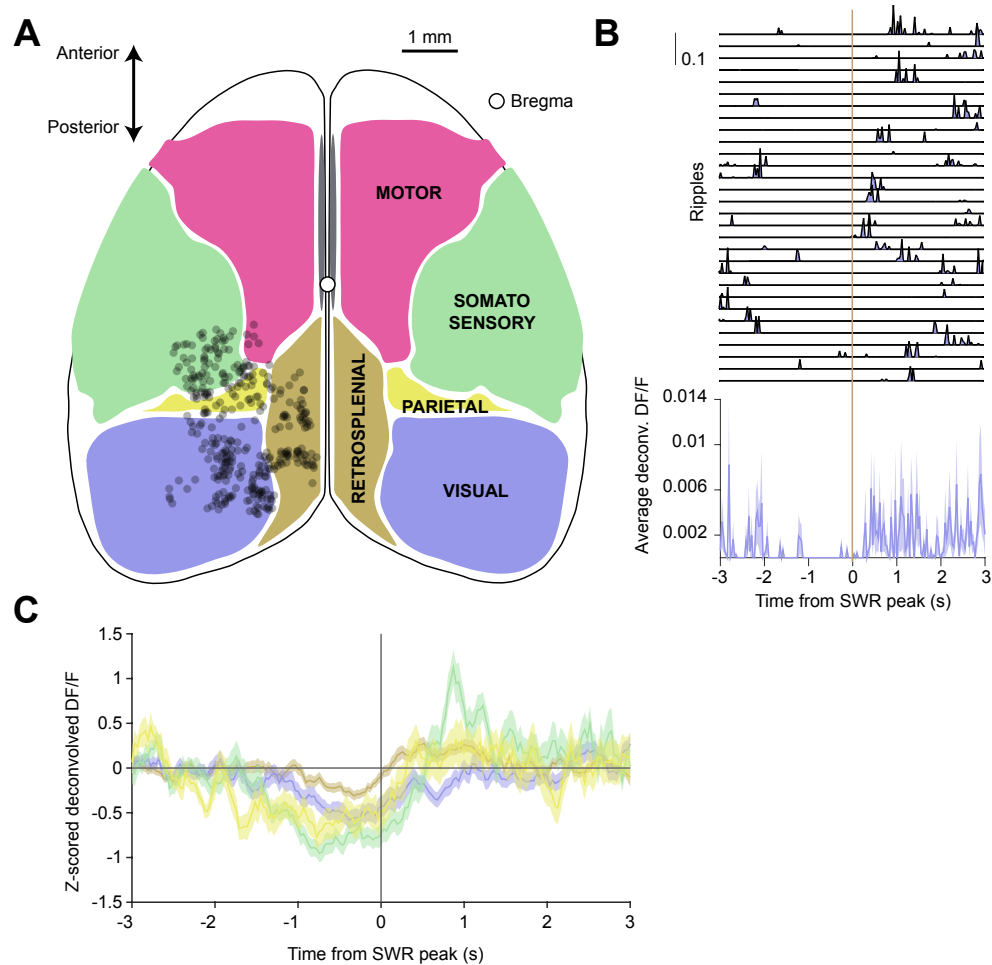 A
Anterior
Posterior
1 mm
Bregma
MOTOR
SOMATO
SENSORY
PARIETAL
RETROSPLENIAL
VISUAL
B
0.1
Ripples
0.014
0.01
0.006
0.002
Average deconv. DF/F
-3 -2 -1 0 1 2 3
Time from SWR peak (s)
C
1.5
1
0.5
0
-0.5
-1
-1.5
Z-scored deconvolved DF/F
-3 -2 -1 0 1 2 3
Time from SWR peak (s)